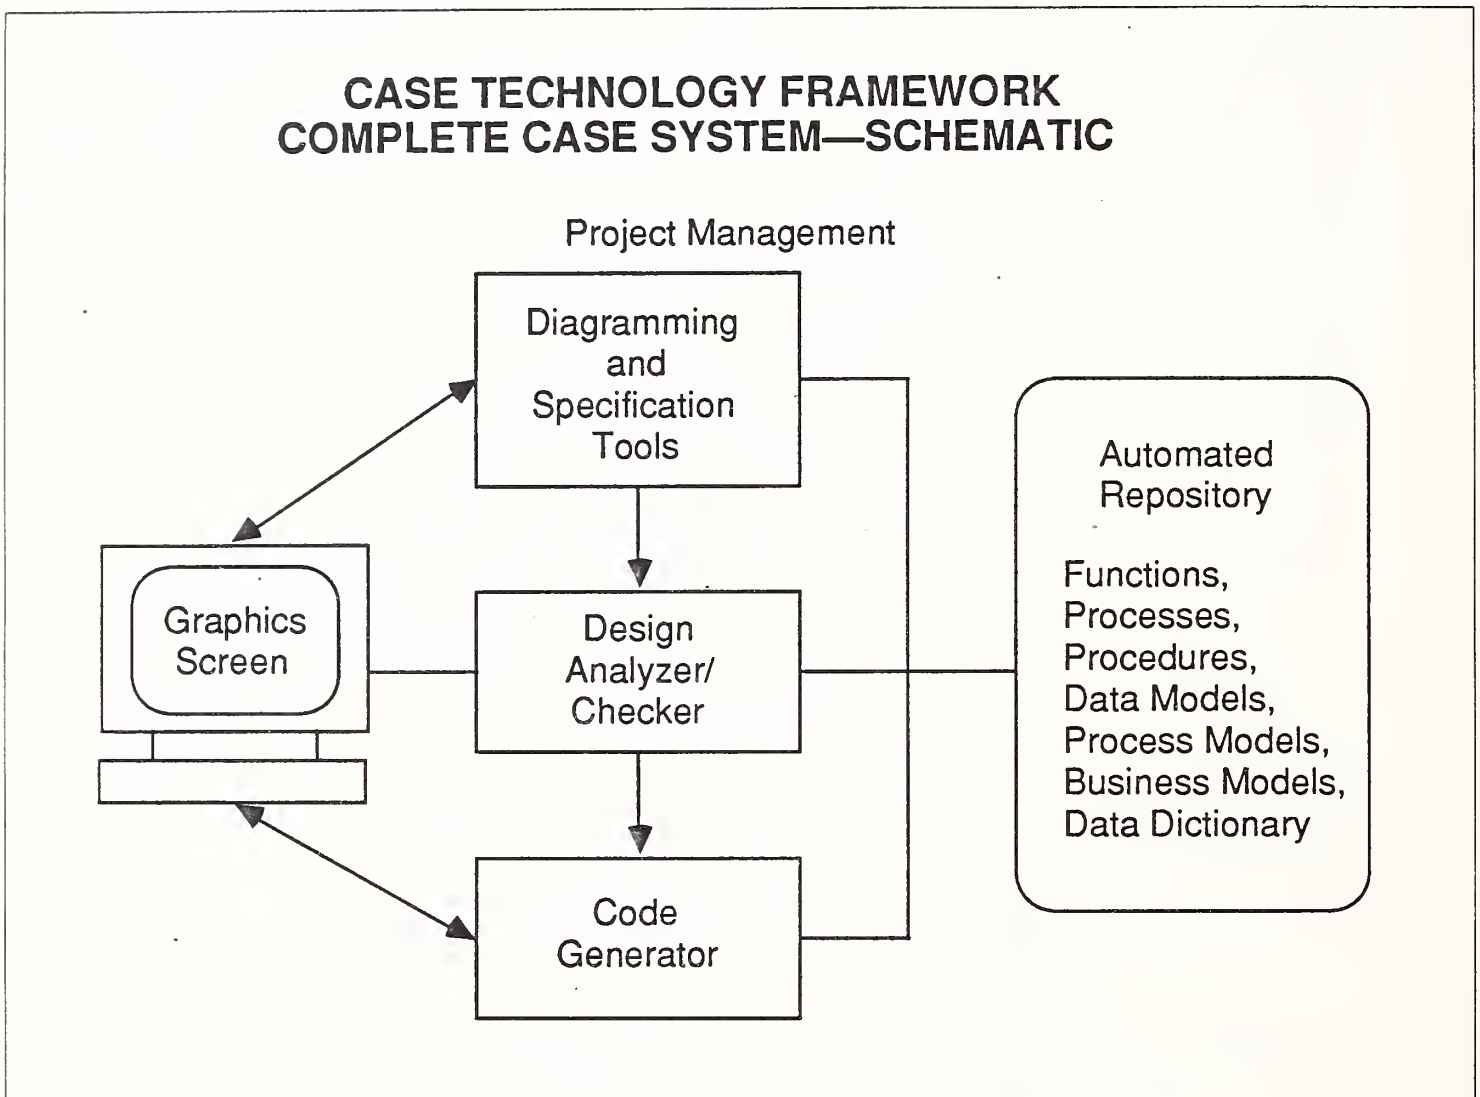 CASE TECHNOLOGY FRAMEWORK
COMPLETE CASE SYSTEM—SCHEMATIC
Project Management
Diagramming
and
Specification
Tools
Graphics
Screen
Design
Analyzer/
Checker
Code
Generator
Automated
Repository
Functions,
Processes,
Procedures,
Data Models,
Process Models,
Business Models,
Data Dictionary